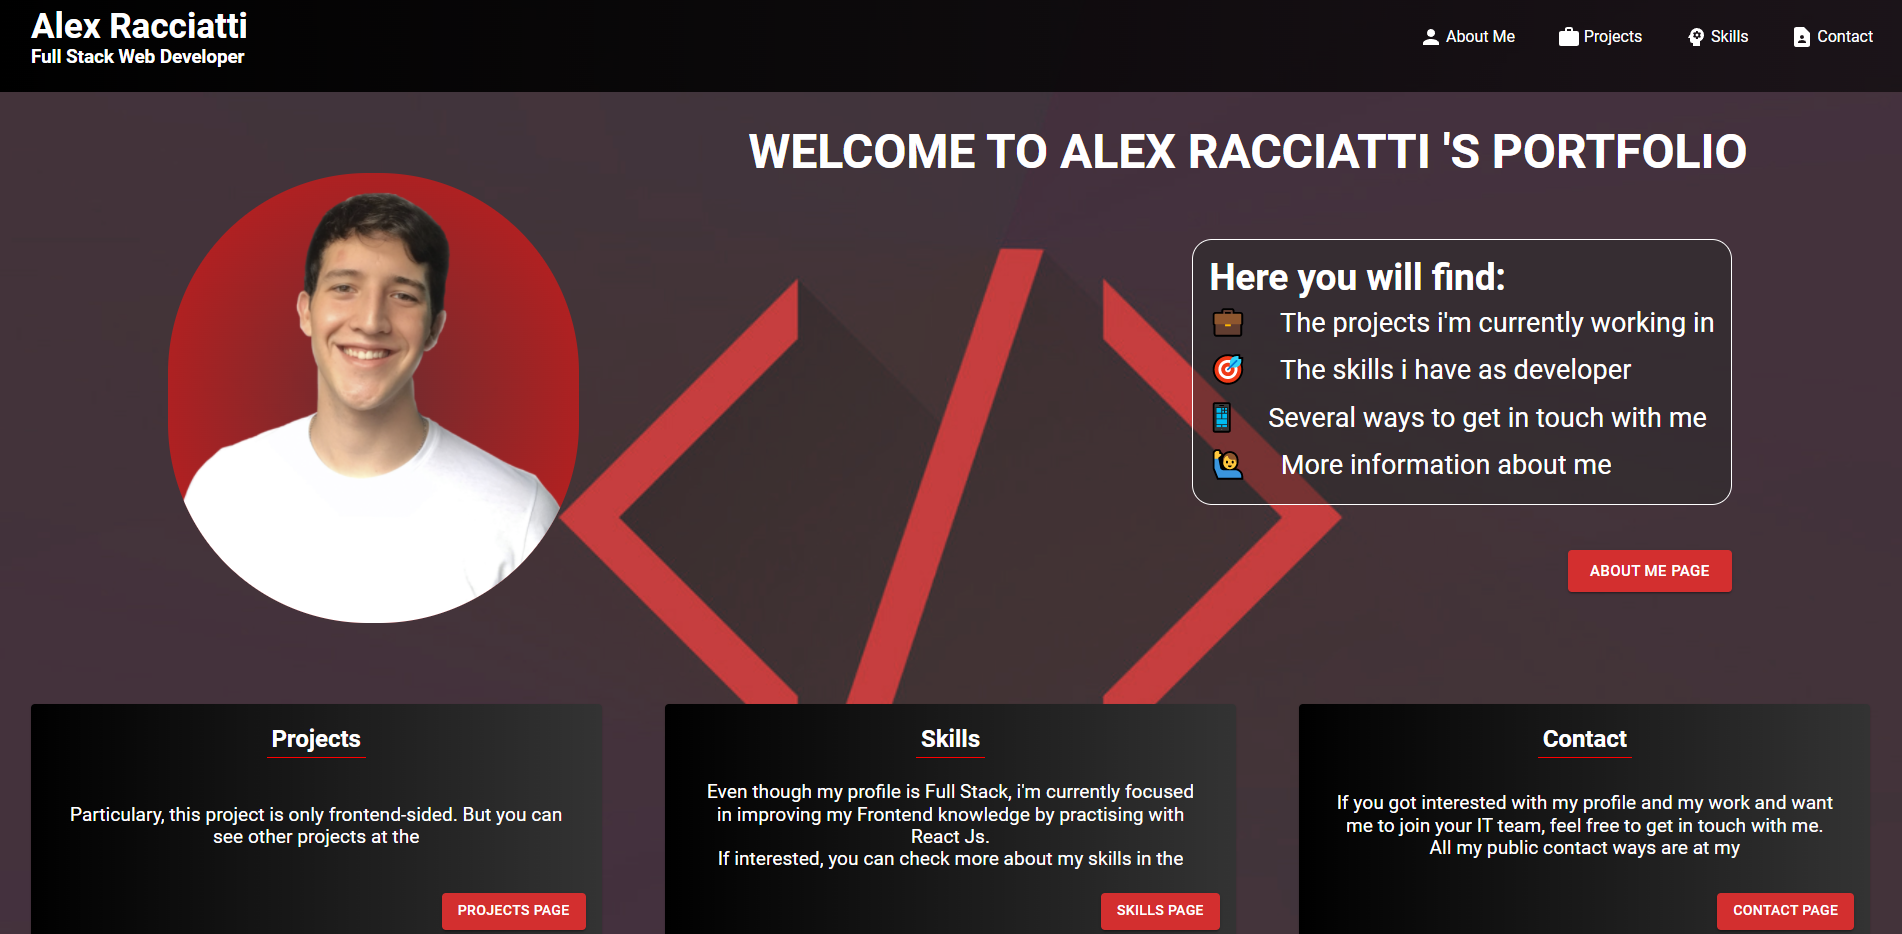 Alex Racciatti
Full Stack Web Developer
About Me
Projects
Skills
Contact
WELCOME TO ALEX RACCIATTI 'S PORTFOLIO
Here you will find:
The projects i'm currently working in
The skills i have as developer
Several ways to get in touch with me
More information about me
ABOUT ME PAGE
Projects
Particulary, this project is only frontend-sided. But you can
see other projects at the
PROJECTS PAGE
Skills
Even though my profile is Full Stack, i'm currently focused
in improving my Frontend knowledge by practising with
React Js.
If interested, you can check more about my skills in the
SKILLS PAGE
Contact
If you got interested with my profile and my work and want
me to join your IT team, feel free to get in touch with me.
All my public contact ways are at my
CONTACT PAGE